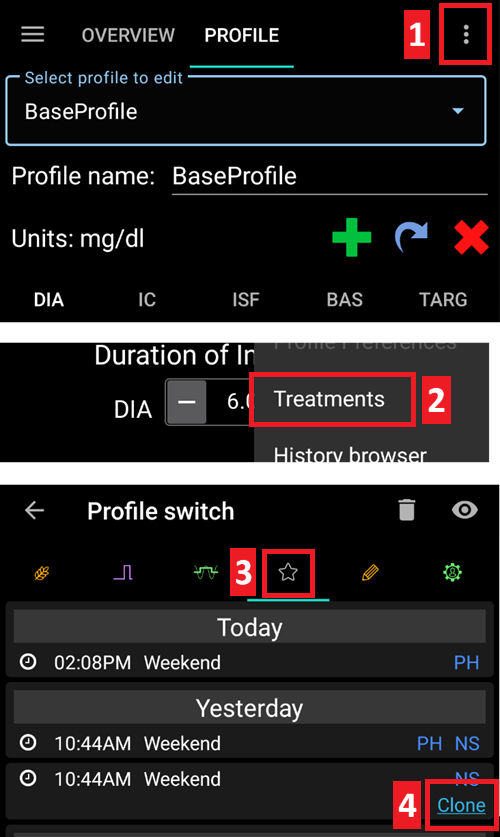 OVERVIEW PROFILE 1
Select profile to edit
BaseProfile
Profile name: BaseProfile
Units: mg/dl
DIA IC ISF BAS TARG
Profile Preferences
Duration of In
DIA 6.0 Treatments 2
History browser
Profile switch
3
Today
02:08PM Weekend PH
Yesterday
10:44AM Weekend PH NS
10:44AM Weekend NS
4 Clone